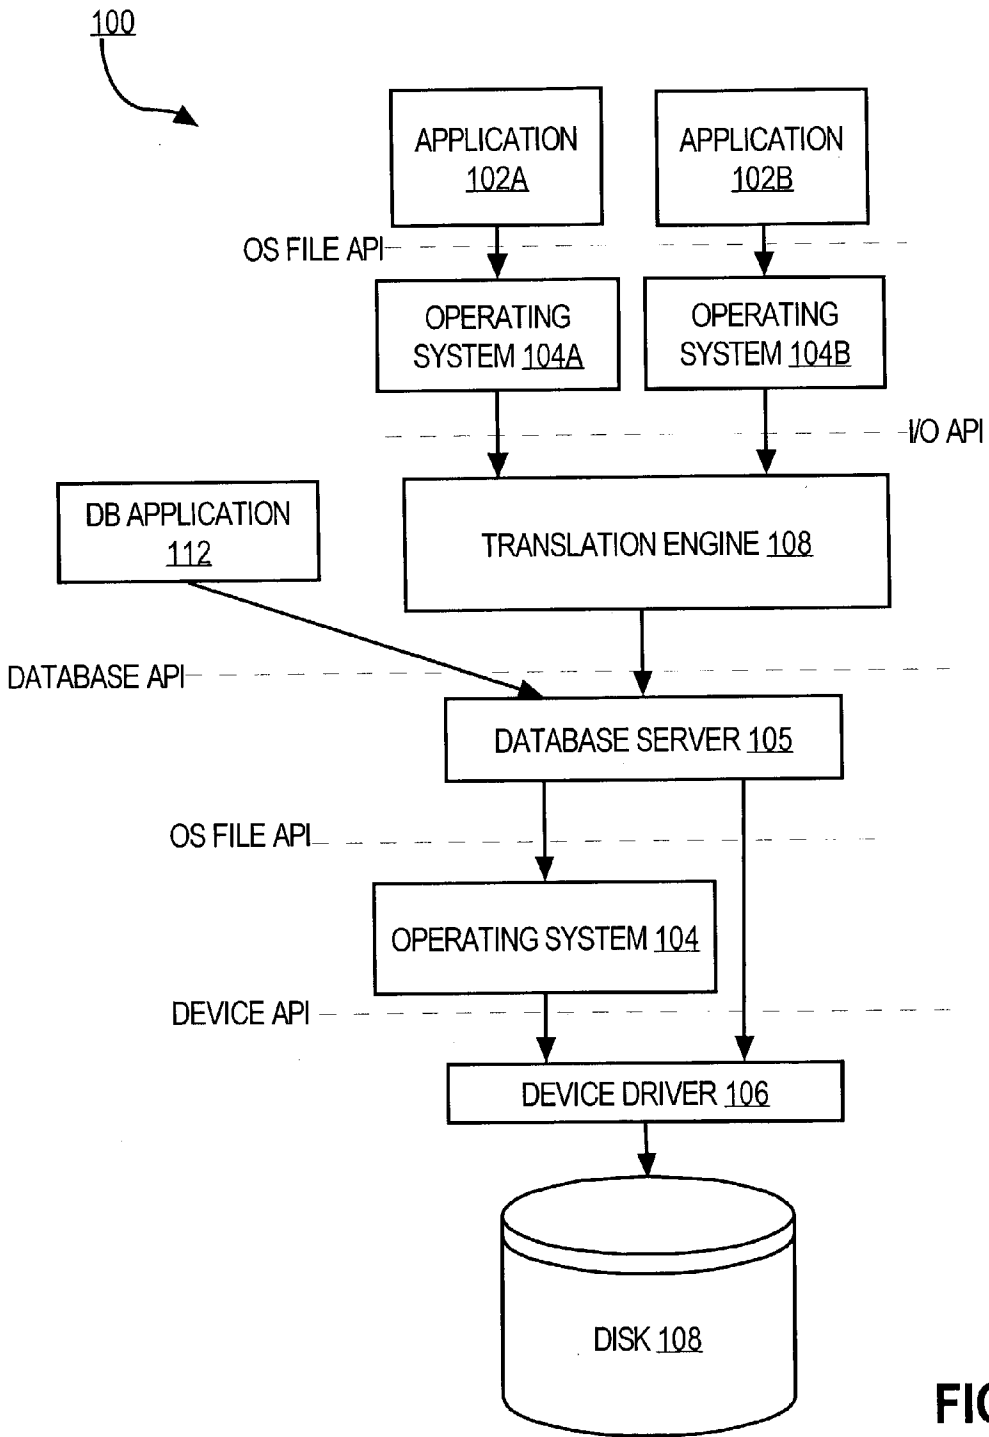 100
APPLICATION
102A
APPLICATION
102B
OS FILE API
OPERATING
SYSTEM 104A
OPERATING
SYSTEM 104B
I/O API
DB APPLICATION
112
TRANSLATION ENGINE 108
DATABASE API
DATABASE SERVER 105
OS FILE API
OPERATING SYSTEM 104
DEVICE API
DEVICE DRIVER 106
DISK 108